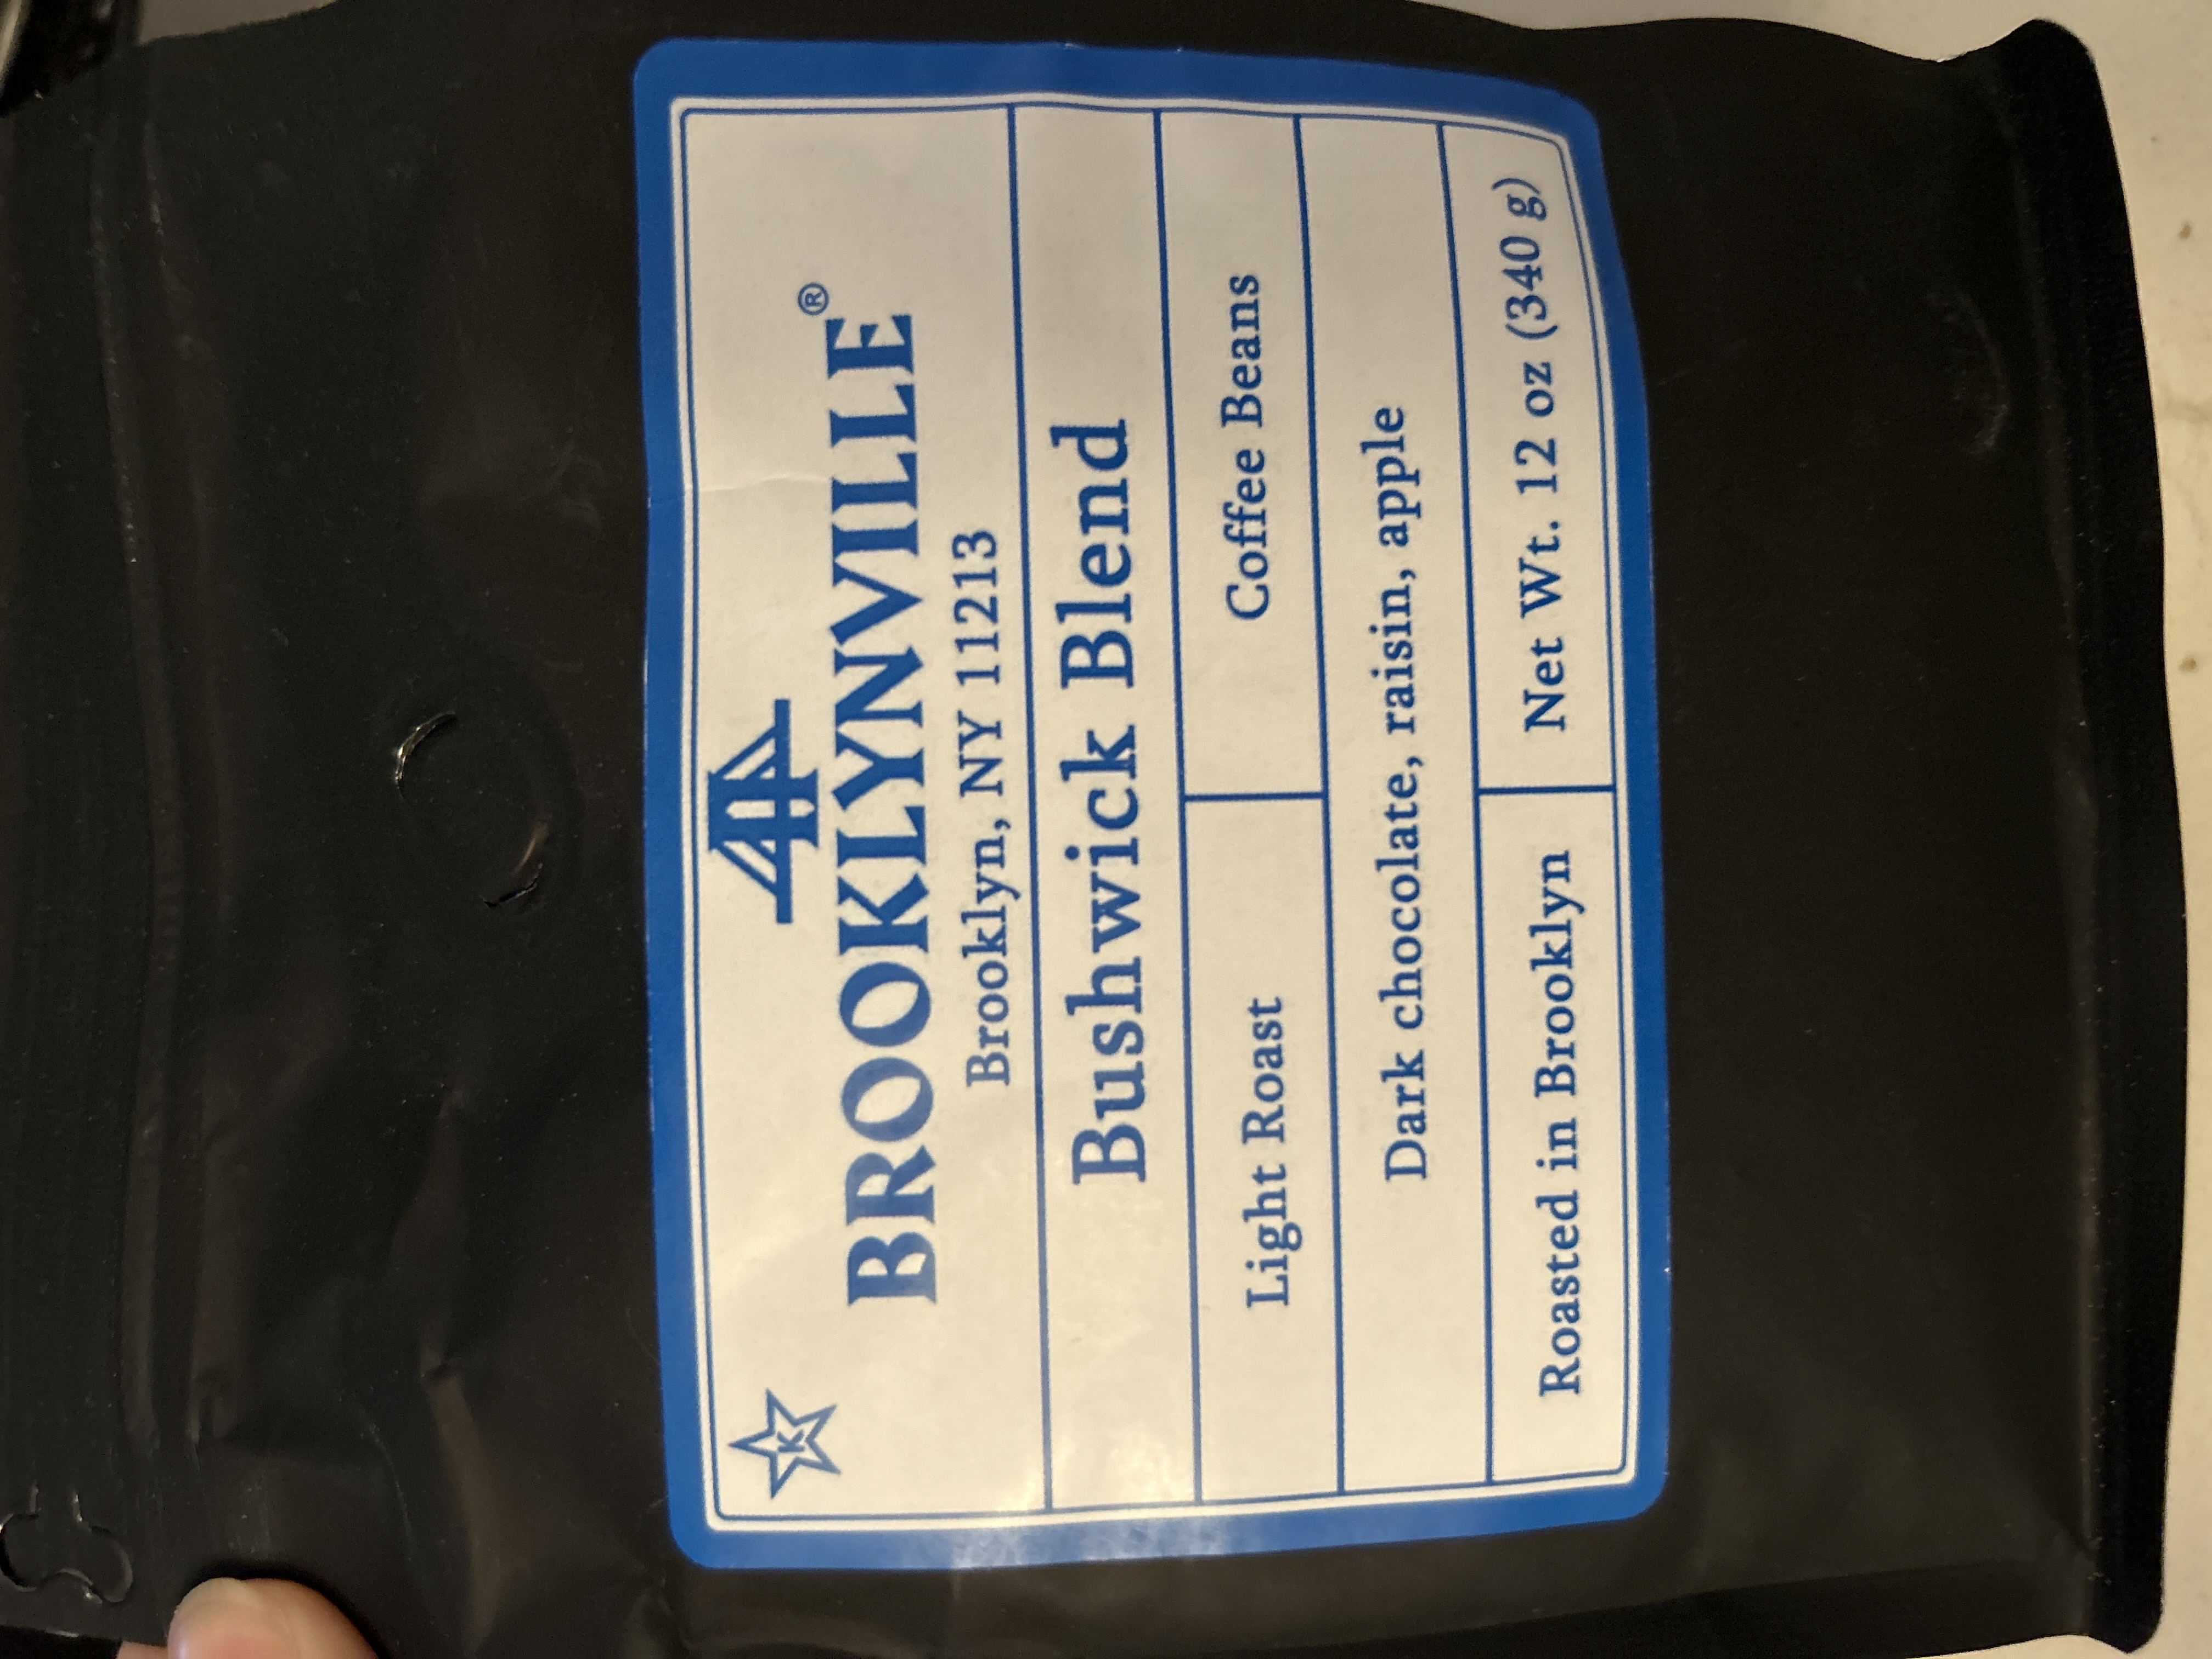 K
BROOKLYNVILLE®
Brooklyn, NY 11213
Bushwick Blend
Light Roast
Coffee Beans
Dark chocolate, raisin, apple
Roasted in Brooklyn
Net Wt. 12 oz (340 g)